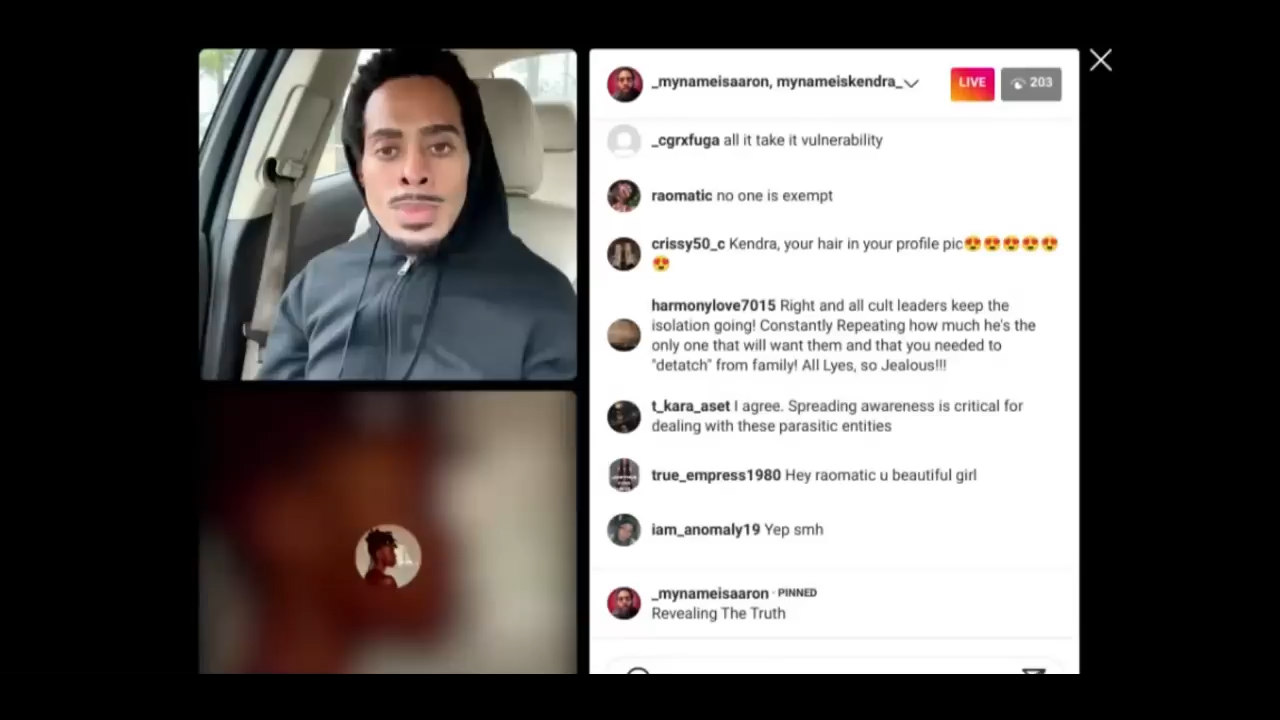 _mynameisaaron, mynameiskendra_
LIVE
203
_cgrxfuga all it take it vulnerability
raomatic no one is exempt
crissy50_c Kendra, your hair in your profile pic😍😍😍😍😍
😍
harmonylove7015 Right and all cult leaders keep the
isolation going! Constantly Repeating how much he's the
only one that will want them and that you needed to
"detatch" from family! All Lyes, so Jealous!!!
t_kara_aset I agree. Spreading awareness is critical for
dealing with these parasitic entities
true_empress1980 Hey raomatic u beautiful girl
iam_anomaly19 Yep smh
_mynameisaaron · PINNED
Revealing The Truth